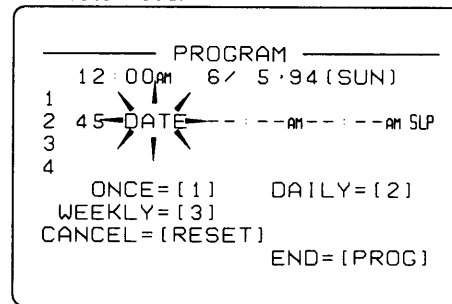 PROGRAM
12:00AM 6/ 5·94(SUN)
1
2 45-DATE--:--AM--:--AM SLP
3
4
ONCE=[1] DAILY=[2]
WEEKLY=[3]
CANCEL=[RESET]
END=[PROG]